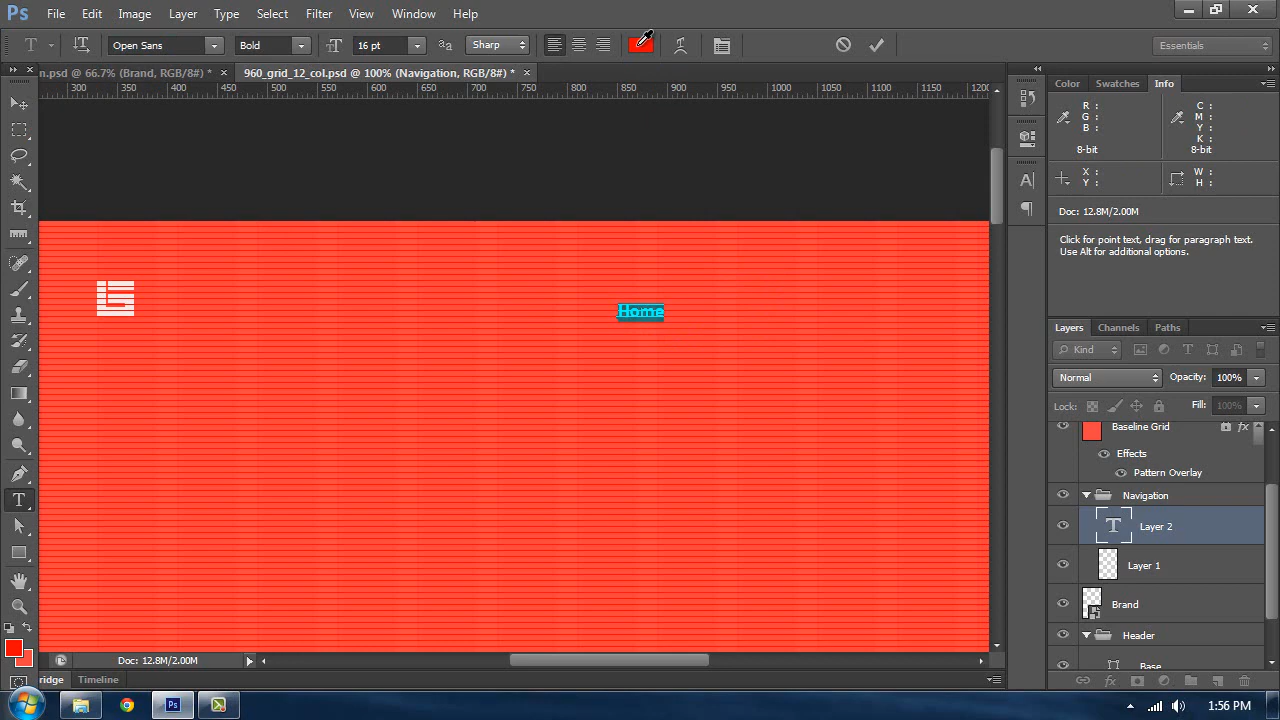 Ps File Edit Image Layer Type Select Filter View Window Help
T Open Sans Bold 16 pt aa Sharp Essentials
n.psd @ 66.7% (Brand, RGB/8#) * × 960_grid_12_col.psd @ 100% (Navigation, RGB/8#) * ×
300 350 400 450 500 550 600 650 700 750 800 850 900 950 1000 1050 1100 1150 1200
Color Swatches Info
R : C :
G : M :
B : Y :
K :
8-bit 8-bit
X : W :
Y : H :
Doc: 12.8M/2.00M
Click for point text, drag for paragraph text.
Use Alt for additional options.
Home
Layers Channels Paths
Kind
Normal Opacity: 100%
Lock: Fill: 100%
Baseline Grid fx
Effects
Pattern Overlay
Navigation
T Layer 2
Layer 1
Brand
Header
Base
Doc: 12.8M/2.00M
ridge Timeline
Ps 1:56 PM